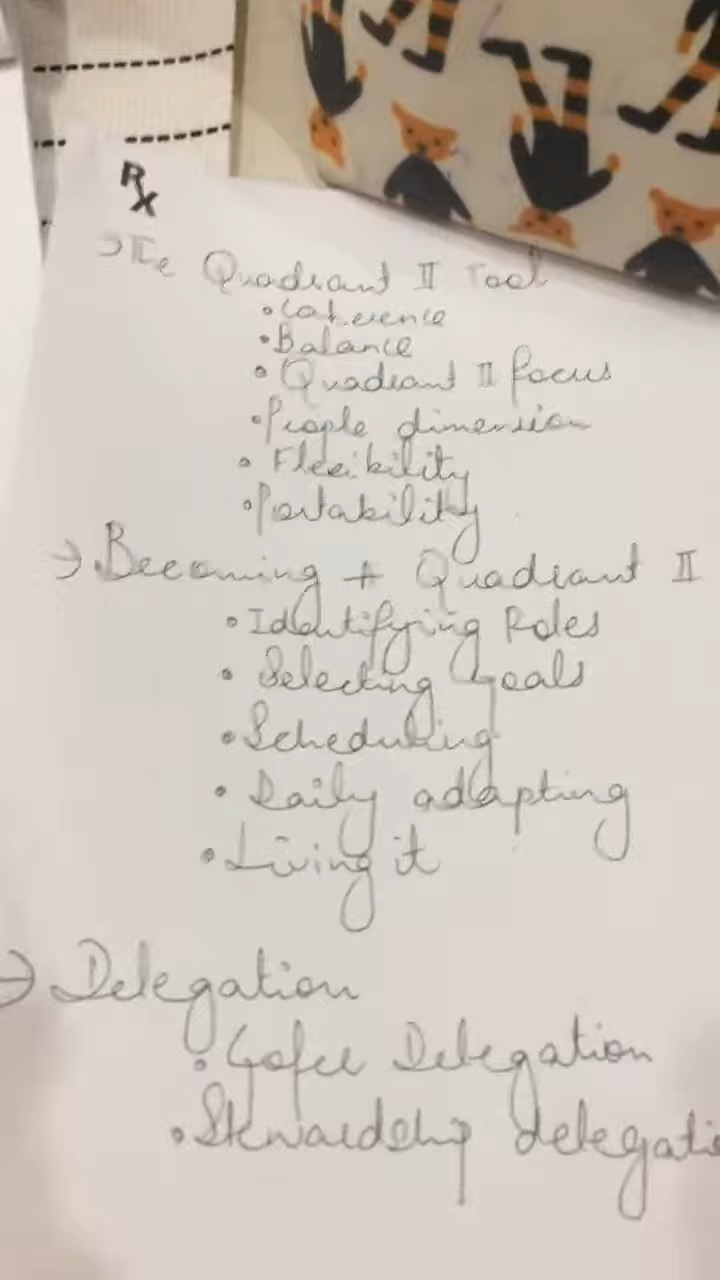 Rx
→ The Quadrant II Tool
• Coherence
• Balance
• Quadrant II focus
• People dimension
• Flexibility
• Portability
→ Becoming + Quadrant II
• Identifying Roles
• Selecting goals
• Scheduling
• Daily adapting
• Living it
→ Delegation
• Gofer Delegation
• Stewardship delegati